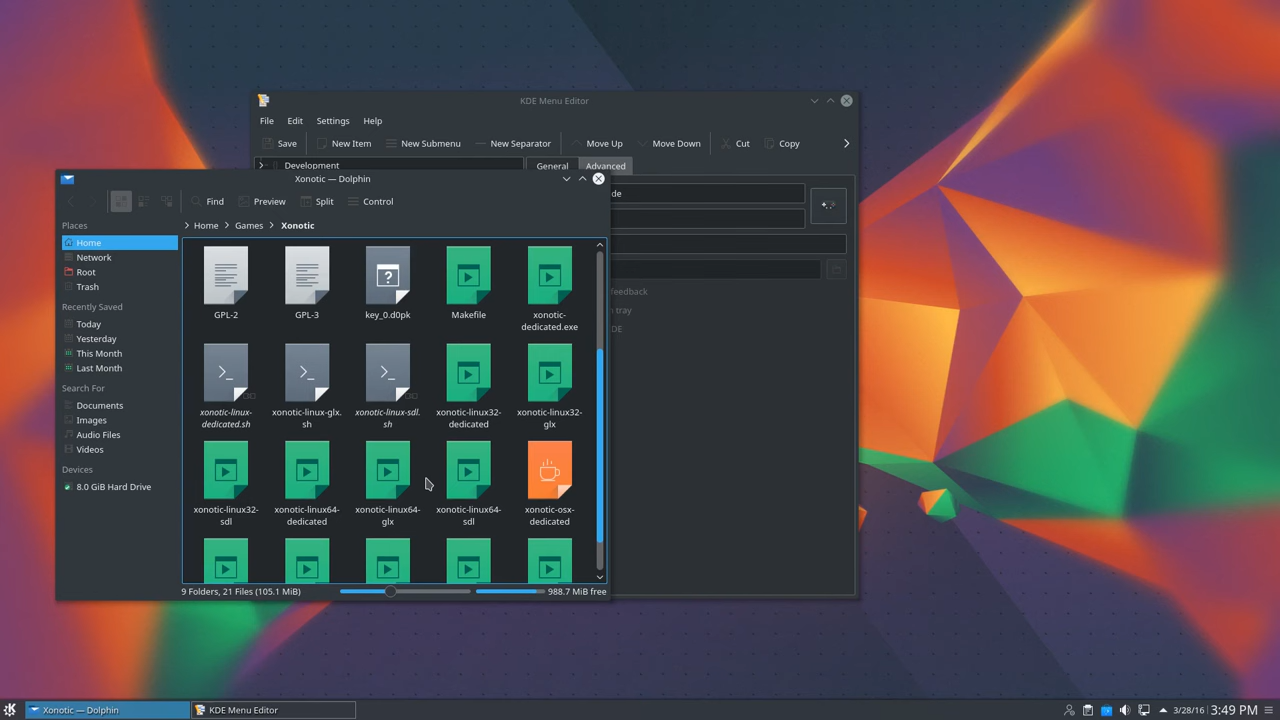 KDE Menu Editor
File Edit Settings Help
Save New Item New Submenu New Separator Move Up Move Down Cut Copy
Development General Advanced
de
feedback
n tray
DE
Xonotic — Dolphin
Find Preview Split Control
Home Games Xonotic
Places
Home
Network
Root
Trash
Recently Saved
Today
Yesterday
This Month
Last Month
Search For
Documents
Images
Audio Files
Videos
Devices
8.0 GiB Hard Drive
GPL-2 GPL-3 key_0.d0pk Makefile xonotic-
dedicated.exe
xonotic-linux- xonotic-linux-glx. xonotic-linux-sdl. xonotic-linux32- xonotic-linux32-
dedicated.sh sh sh dedicated glx
xonotic-linux32- xonotic-linux64- xonotic-linux64- xonotic-linux64- xonotic-osx-
sdl dedicated glx sdl dedicated
9 Folders, 21 Files (105.1 MiB) 988.7 MiB free
Xonotic — Dolphin KDE Menu Editor 3/28/16 3:49 PM